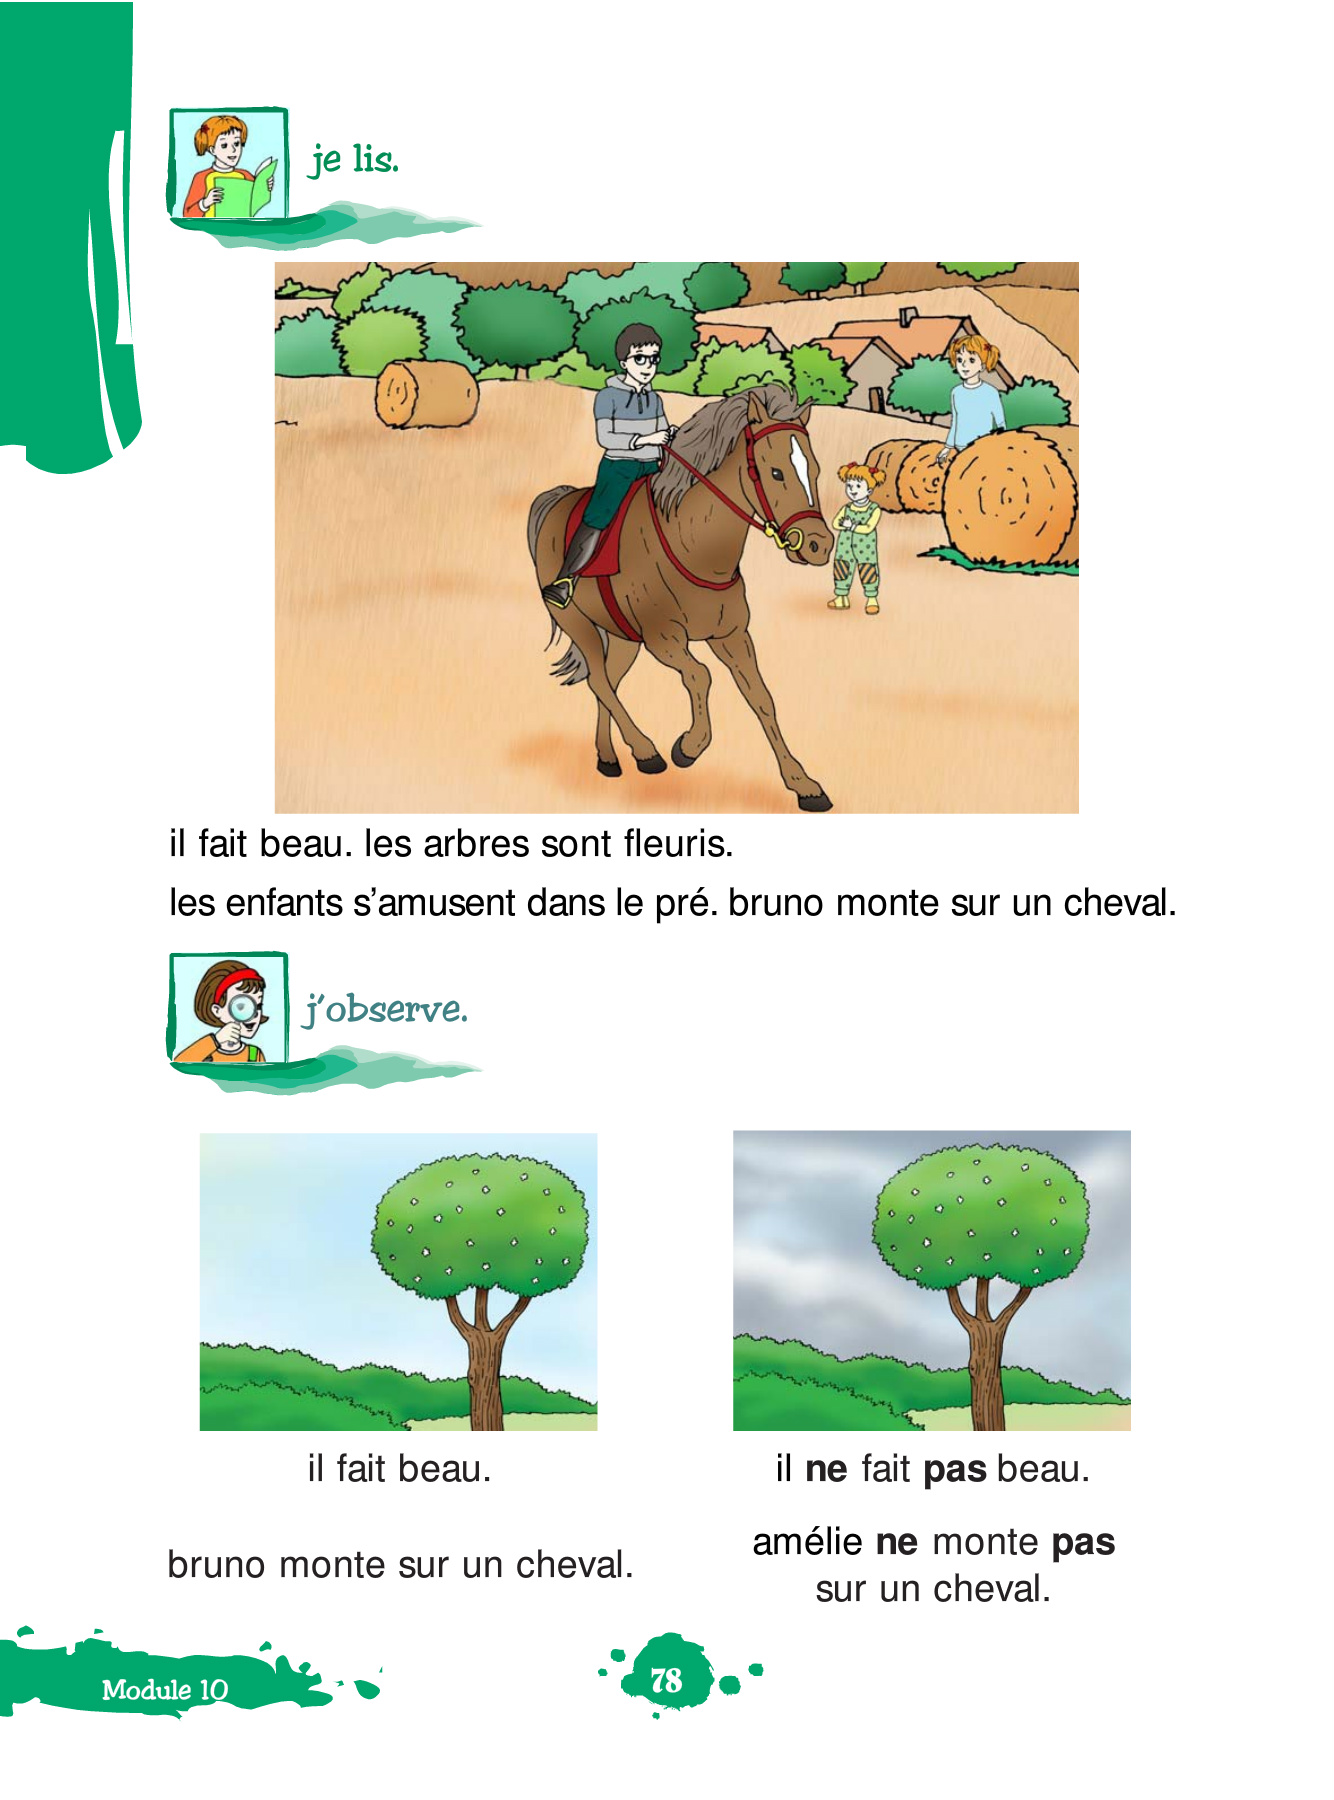 je lis.
il fait beau. les arbres sont fleuris.
les enfants s’amusent dans le pré. bruno monte sur un cheval.
j’observe.
il fait beau.
il ne fait pas beau.
bruno monte sur un cheval.
amélie ne monte pas
sur un cheval.
Module 10
78